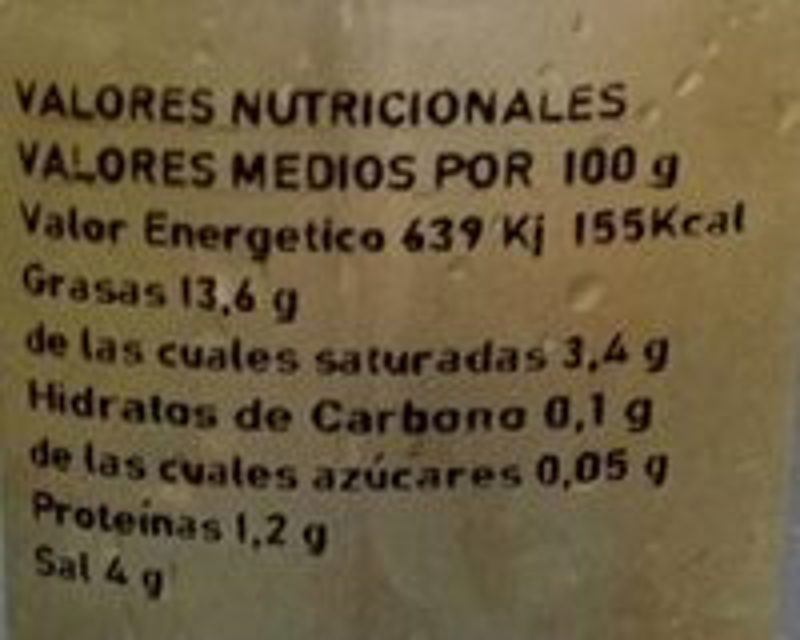 VALORES NUTRICIONALES
VALORES MEDIOS POR 100 g
Valor Energetico 639 Kj 155Kcal
Grasas 13,6 g
de las cuales saturadas 3,4 g
Hidratos de Carbono 0,1 g
de las cuales azúcares 0,05 g
Proteínas 1,2 g
Sal 4 g